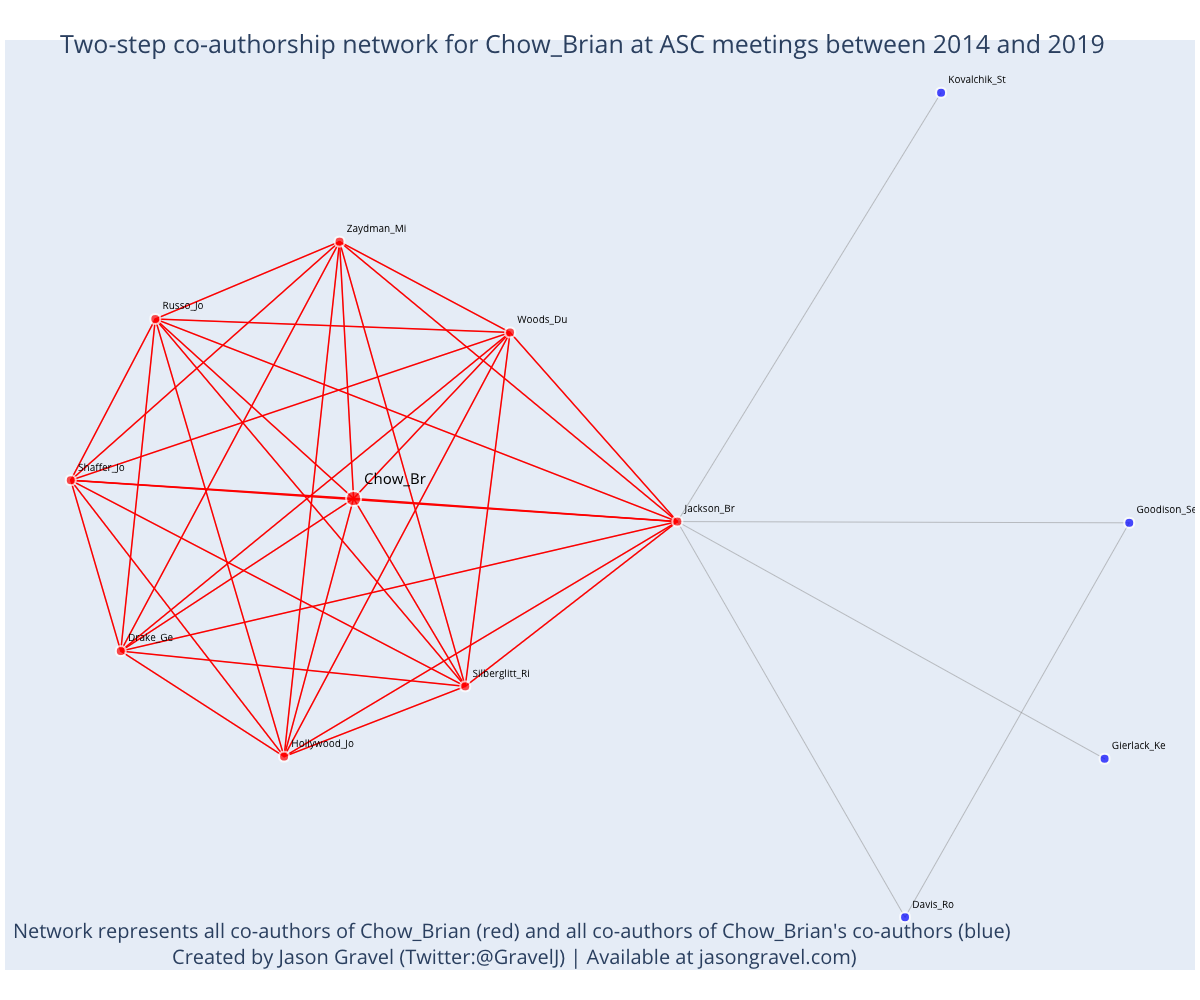 Two-step co-authorship network for Chow_Brian at ASC meetings between 2014 and 2019
Kovalchik_St
Zaydman_Mi
Russo_Jo
Woods_Du
Shaffer_Jo
Chow_Br
Jackson_Br
Goodison_Se
Drake_Ge
Silberglitt_Ri
Hollywood_Jo
Gierlack_Ke
Davis_Ro
Network represents all co-authors of Chow_Brian (red) and all co-authors of Chow_Brian's co-authors (blue)
Created by Jason Gravel (Twitter:@GravelJ) | Available at jasongravel.com)